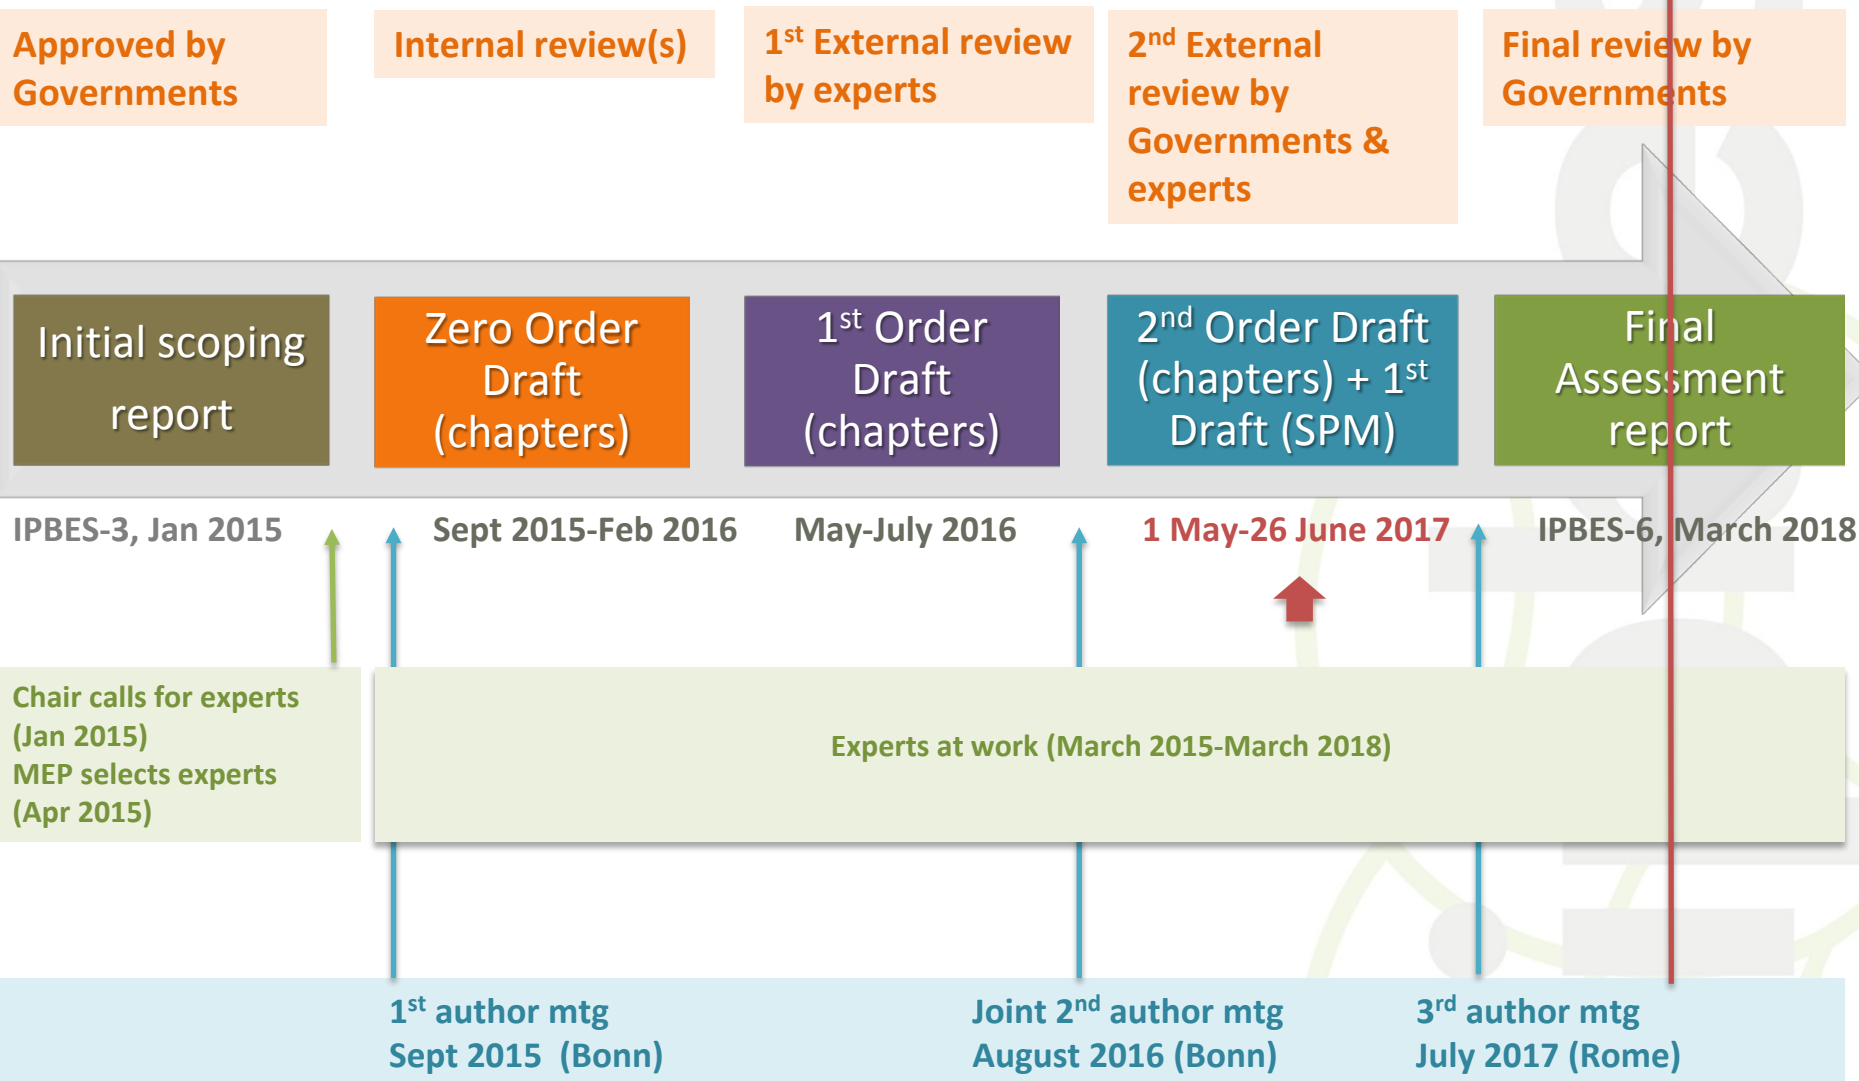 Approved by
Governments
Internal review(s)
1st External review
by experts
2nd External
review by
Governments &
experts
Final review by
Governments
Initial scoping
report
Zero Order
Draft
(chapters)
1st Order
Draft
(chapters)
2nd Order Draft
(chapters) + 1st
Draft (SPM)
Final
Assessment
report
IPBES-3, Jan 2015
Sept 2015-Feb 2016
May-July 2016
1 May-26 June 2017
IPBES-6, March 2018
Chair calls for experts
(Jan 2015)
MEP selects experts
(Apr 2015)
Experts at work (March 2015-March 2018)
1st author mtg
Sept 2015 (Bonn)
Joint 2nd author mtg
August 2016 (Bonn)
3rd author mtg
July 2017 (Rome)